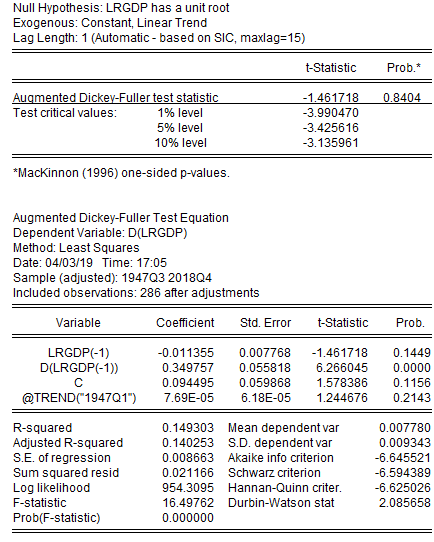 Null Hypothesis: LRGDP has a unit root
Exogenous: Constant, Linear Trend
Lag Length: 1 (Automatic - based on SIC, maxlag=15)
t-Statistic Prob.*
Augmented Dickey-Fuller test statistic -1.461718 0.8404
Test critical values: 1% level -3.990470
5% level -3.425616
10% level -3.135961
*MacKinnon (1996) one-sided p-values.
Augmented Dickey-Fuller Test Equation
Dependent Variable: D(LRGDP)
Method: Least Squares
Date: 04/03/19 Time: 17:05
Sample (adjusted): 1947Q3 2018Q4
Included observations: 286 after adjustments
Variable Coefficient Std. Error t-Statistic Prob.
LRGDP(-1) -0.011355 0.007768 -1.461718 0.1449
D(LRGDP(-1)) 0.349757 0.055818 6.266045 0.0000
C 0.094495 0.059868 1.578386 0.1156
@TREND("1947Q1") 7.69E-05 6.18E-05 1.244676 0.2143
R-squared 0.149303 Mean dependent var 0.007780
Adjusted R-squared 0.140253 S.D. dependent var 0.009343
S.E. of regression 0.008663 Akaike info criterion -6.645521
Sum squared resid 0.021166 Schwarz criterion -6.594389
Log likelihood 954.3095 Hannan-Quinn criter. -6.625026
F-statistic 16.49762 Durbin-Watson stat 2.085658
Prob(F-statistic) 0.000000